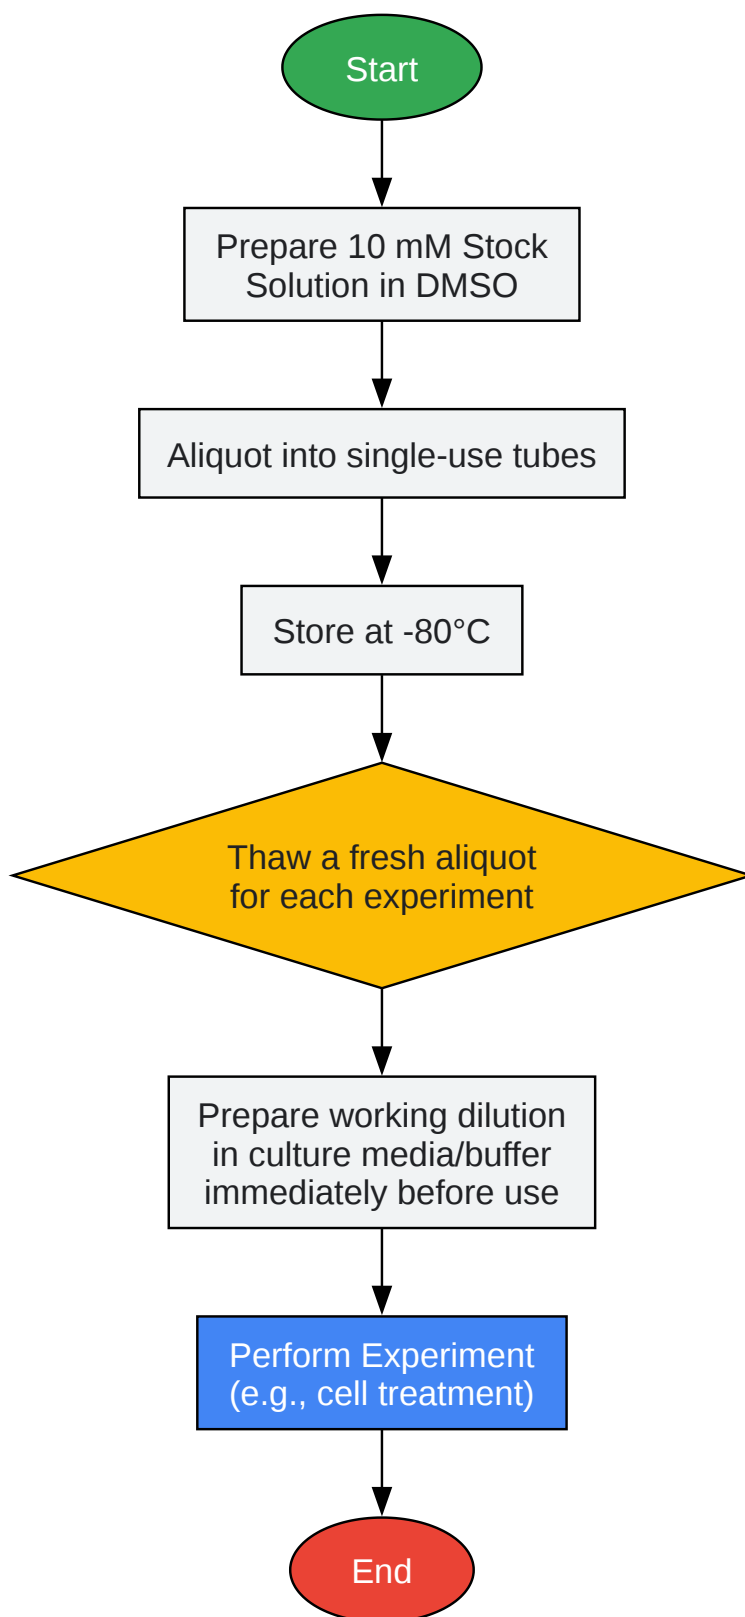 Start
Prepare 10 mM Stock
Solution in DMSO
Aliquot into single-use tubes
Store at -80°C
Thaw a fresh aliquot
for each experiment
Prepare working dilution
in culture media/buffer
immediately before use
Perform Experiment
(e.g., cell treatment)
End